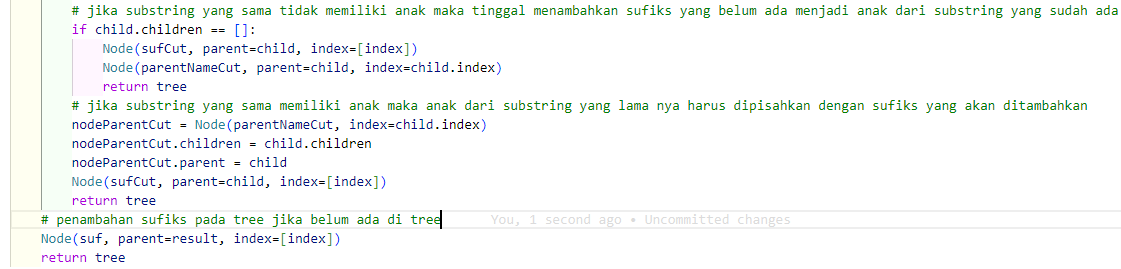 # jika substring yang sama tidak memiliki anak maka tinggal menambahkan sufiks yang belum ada menjadi anak dari substring yang sudah ada
if child.children == []:
Node(sufCut, parent=child, index=[index])
Node(parentNameCut, parent=child, index=child.index)
return tree
# jika substring yang sama memiliki anak maka anak dari substring yang lama nya harus dipisahkan dengan sufiks yang akan ditambahkan
nodeParentCut = Node(parentNameCut, index=child.index)
nodeParentCut.children = child.children
nodeParentCut.parent = child
Node(sufCut, parent=child, index=[index])
return tree
# penambahan sufiks pada tree jika belum ada di tree You, 1 second ago • Uncommitted changes
Node(suf, parent=result, index=[index])
return tree